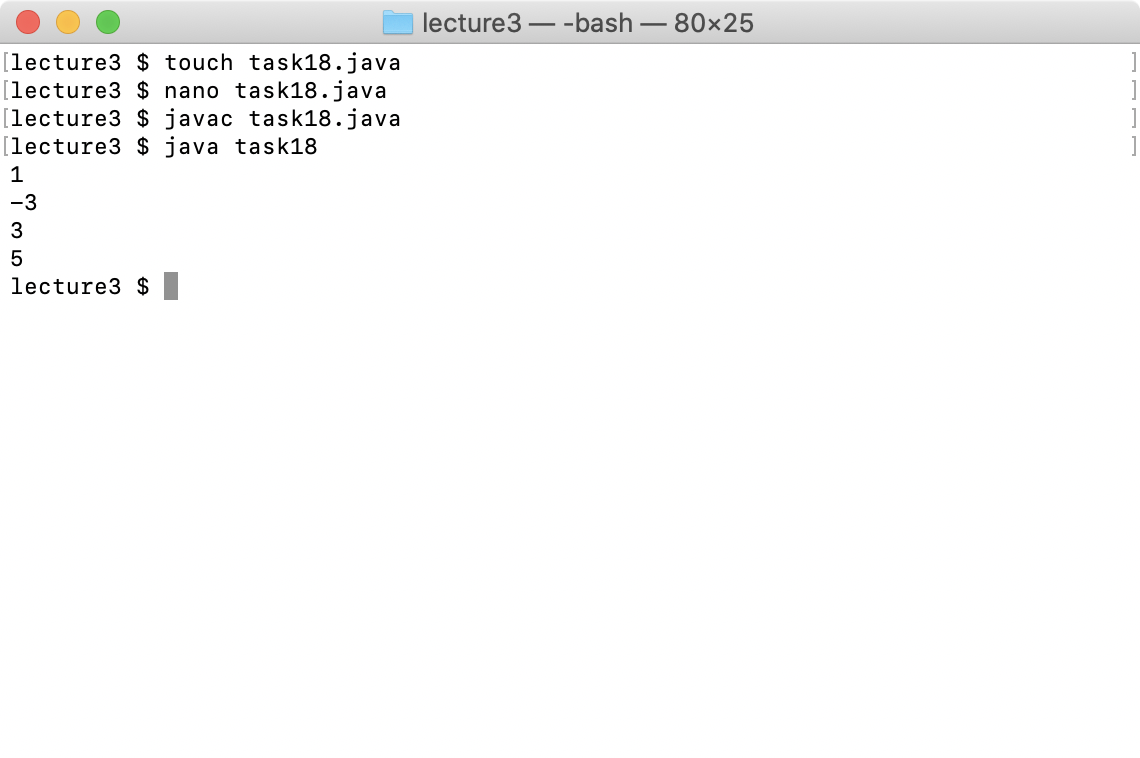 lecture3 — -bash — 80×25
[lecture3 $ touch task18.java ]
[lecture3 $ nano task18.java ]
[lecture3 $ javac task18.java ]
[lecture3 $ java task18 ]
1
-3
3
5
lecture3 $